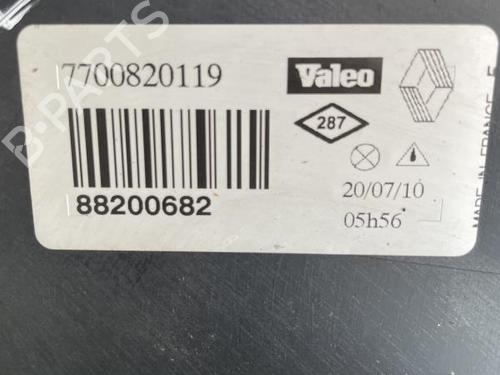 B-PARTS
7700820119
Valeo
287
88200682
20/07/10
05h56
MADE IN FRANCE